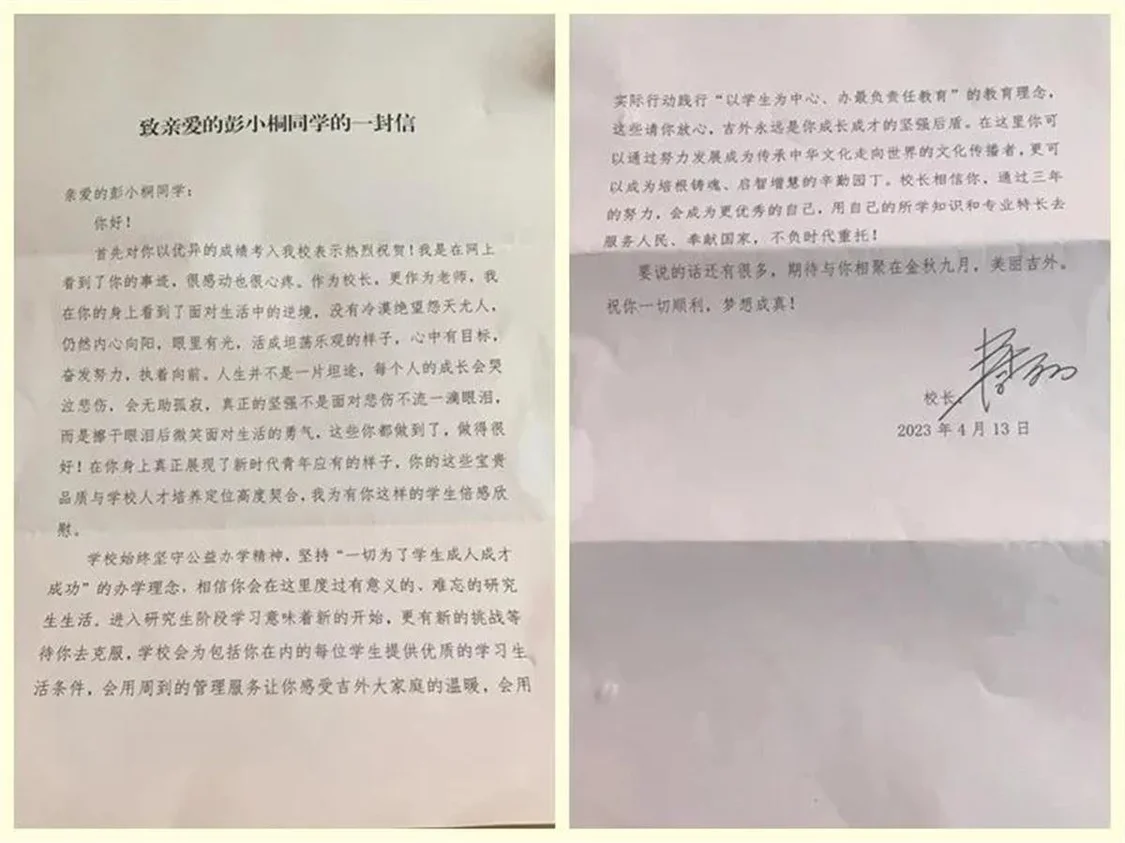 致亲爱的彭小桐同学的一封信
亲爱的彭小桐同学：
你好！
首先对你以优异的成绩考入我校表示热烈祝贺！我是在网上
看到了你的事迹，很感动也很心疼。作为校长，更作为老师，我
在你的身上看到了面对生活中的逆境，没有冷漠绝望怨天尤人，
仍然内心向阳，眼里有光，活成坦荡乐观的样子，心中有目标，
奋发努力，执着向前。人生并不是一片坦途，每个人的成长会哭
泣悲伤，会无助孤寂，真正的坚强不是面对悲伤不流一滴眼泪，
而是擦干眼泪后微笑面对生活的勇气，这些你都做到了，做得很
好！在你身上真正展现了新时代青年应有的样子，你的这些宝贵
品质与学校人才培养定位高度契合，我为有你这样的学生倍感欣
慰。
学校始终坚守公益办学精神，坚持“一切为了学生成人成才
成功”的办学理念，相信你会在这里度过有意义的、难忘的研究
生生活。进入研究生阶段学习意味着新的开始，更有新的挑战等
待你去克服，学校会为包括你在内的每位学生提供优质的学习生
活条件，会用周到的管理服务让你感受吉外大家庭的温暖，会用
实际行动践行“以学生为中心、办最负责任教育”的教育理念，
这些请你放心，吉外永远是你成长成才的坚强后盾。在这里你可
以通过努力发展成为传承中华文化走向世界的文化传播者，更可
以成为培根铸魂、启智增慧的辛勤园丁。校长相信你，通过三年
的努力，会成为更优秀的自己，用自己的所学知识和专业特长去
服务人民、奉献国家，不负时代重托！
要说的话还有很多，期待与你相聚在金秋九月，美丽吉外。
祝你一切顺利，梦想成真！
校长
2023年4月13日